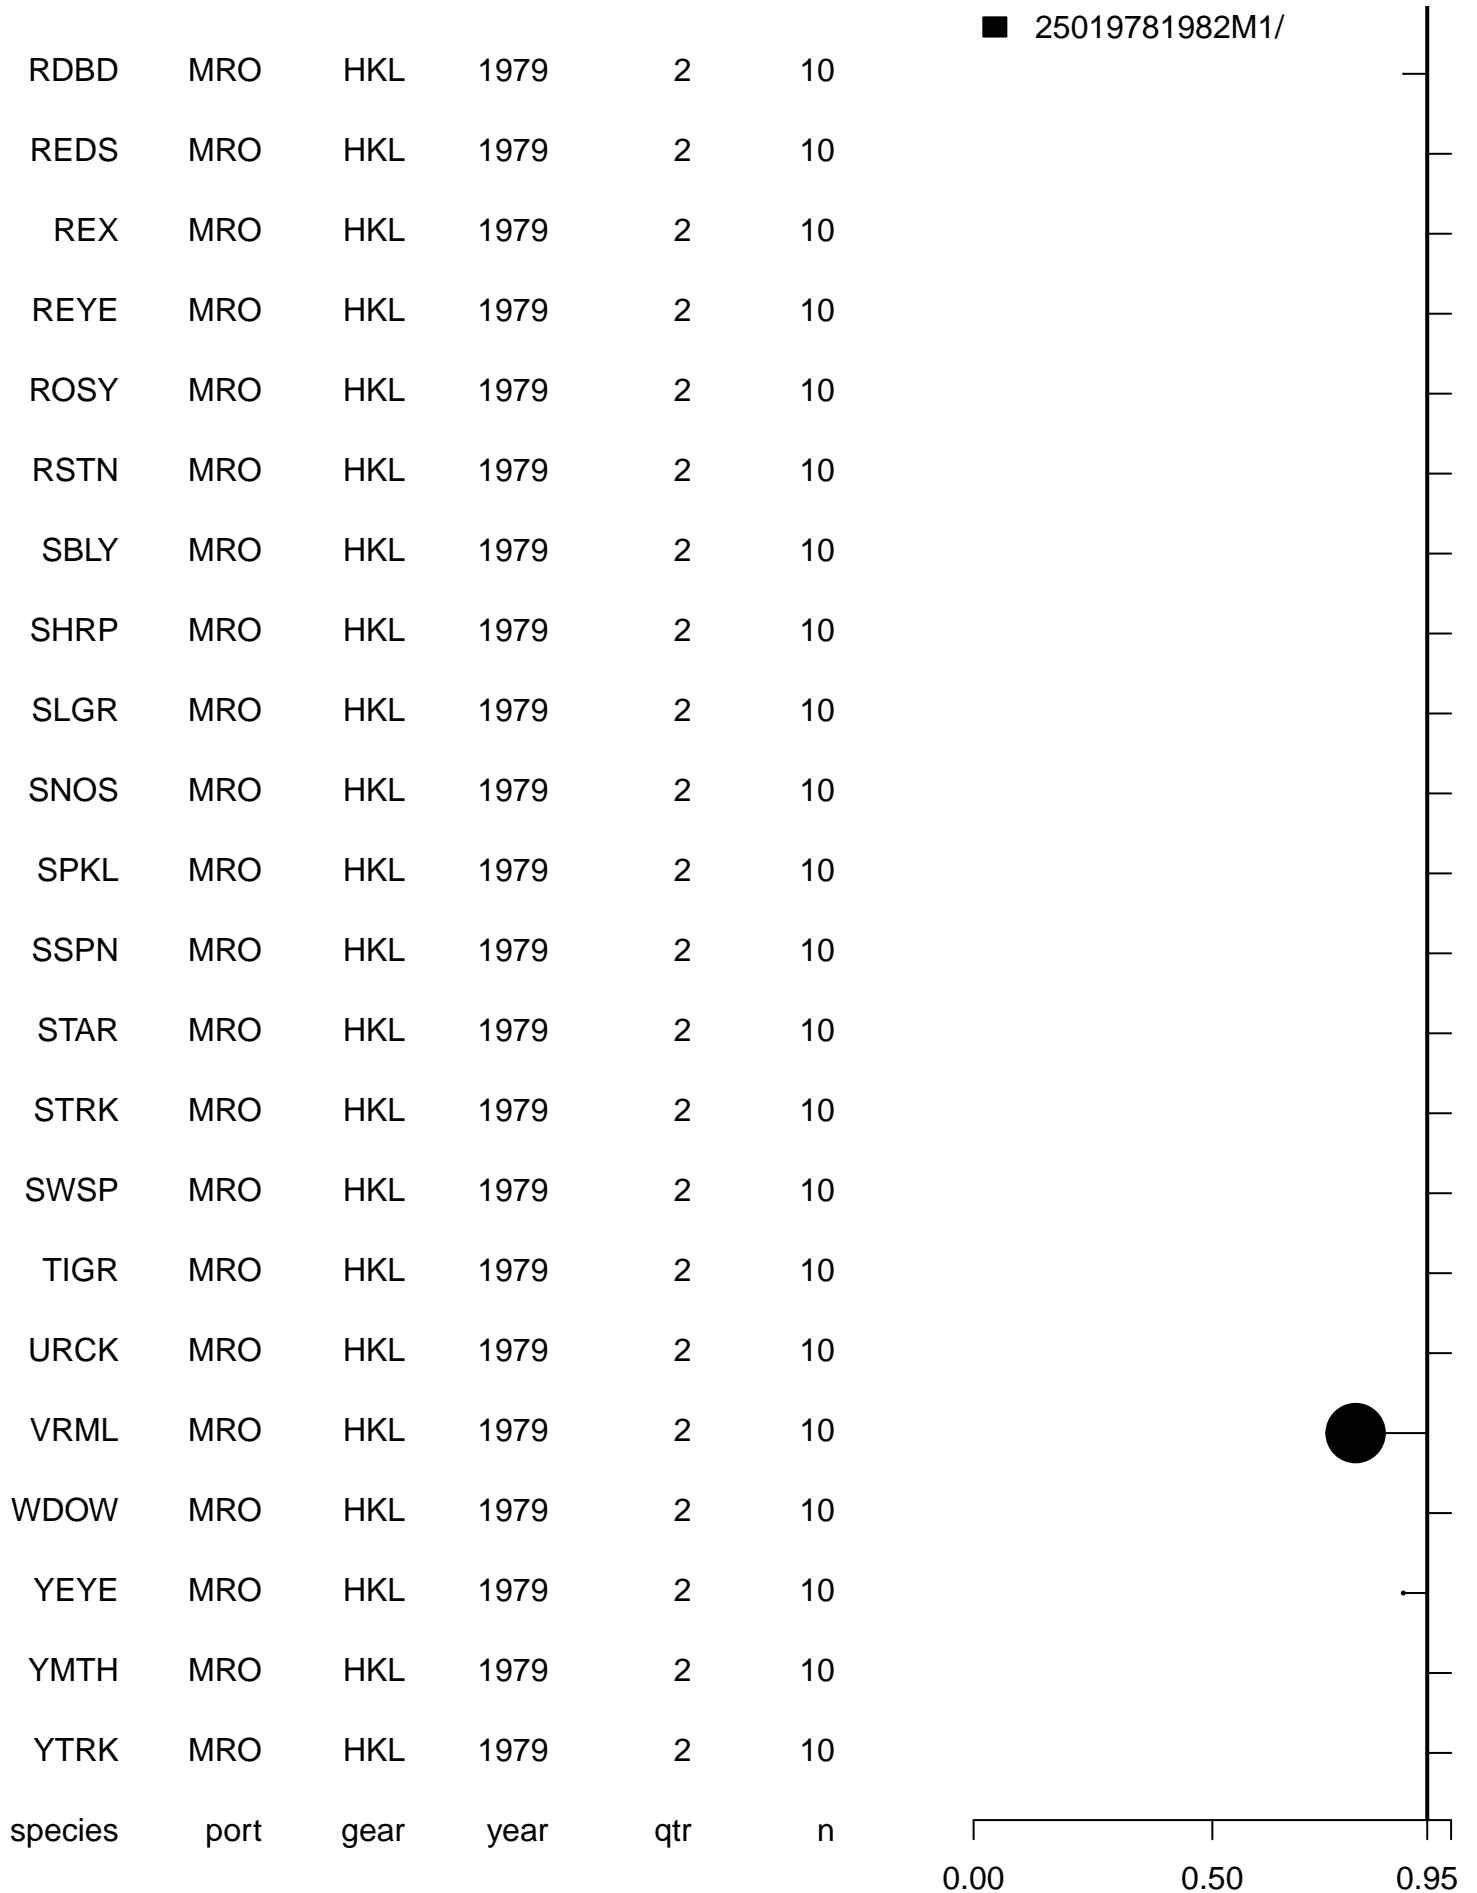 25019781982M1/
RDBD MRO HKL 1979 2 10
REDS MRO HKL 1979 2 10
REX MRO HKL 1979 2 10
REYE MRO HKL 1979 2 10
ROSY MRO HKL 1979 2 10
RSTN MRO HKL 1979 2 10
SBLY MRO HKL 1979 2 10
SHRP MRO HKL 1979 2 10
SLGR MRO HKL 1979 2 10
SNOS MRO HKL 1979 2 10
SPKL MRO HKL 1979 2 10
SSPN MRO HKL 1979 2 10
STAR MRO HKL 1979 2 10
STRK MRO HKL 1979 2 10
SWSP MRO HKL 1979 2 10
TIGR MRO HKL 1979 2 10
URCK MRO HKL 1979 2 10
VRML MRO HKL 1979 2 10
WDOW MRO HKL 1979 2 10
YEYE MRO HKL 1979 2 10
YMTH MRO HKL 1979 2 10
YTRK MRO HKL 1979 2 10
species port gear year qtr n
0.00 0.50 0.95